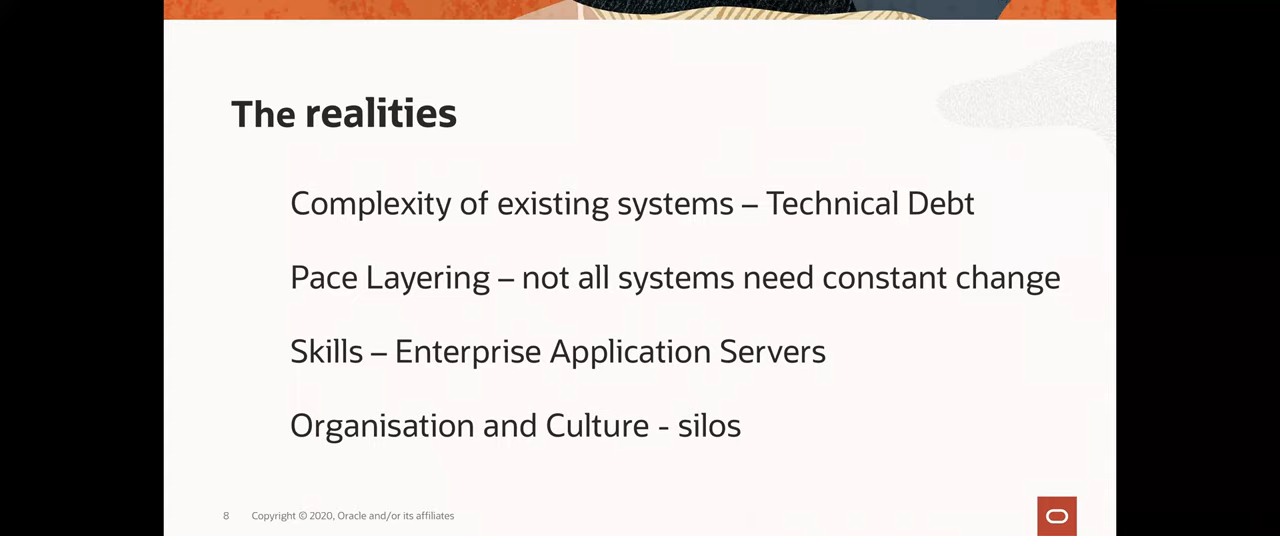 The realities
Complexity of existing systems – Technical Debt
Pace Layering – not all systems need constant change
Skills – Enterprise Application Servers
Organisation and Culture - silos
8 Copyright © 2020, Oracle and/or its affiliates